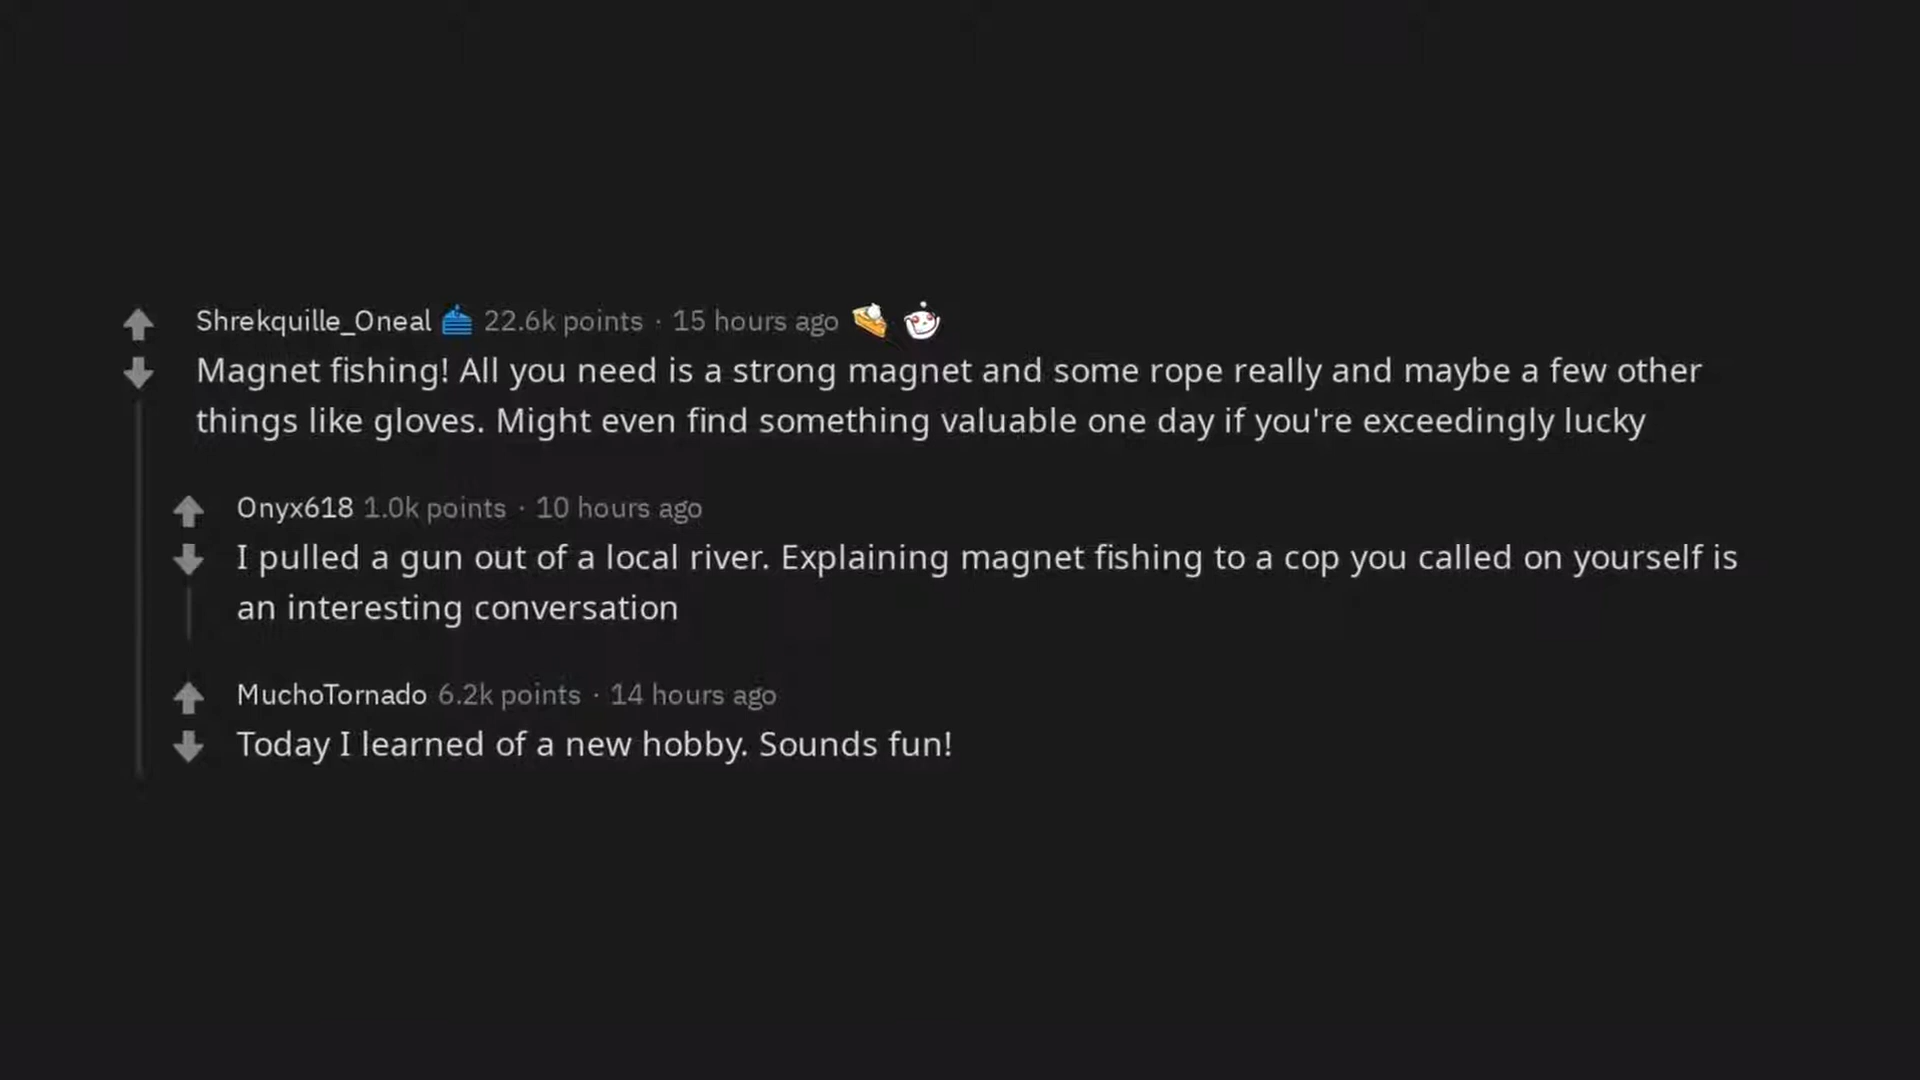 Shrekquille_Oneal 22.6k points · 15 hours ago
Magnet fishing! All you need is a strong magnet and some rope really and maybe a few other
things like gloves. Might even find something valuable one day if you're exceedingly lucky
Onyx618 1.0k points · 10 hours ago
I pulled a gun out of a local river. Explaining magnet fishing to a cop you called on yourself is
an interesting conversation
MuchoTornado 6.2k points · 14 hours ago
Today I learned of a new hobby. Sounds fun!